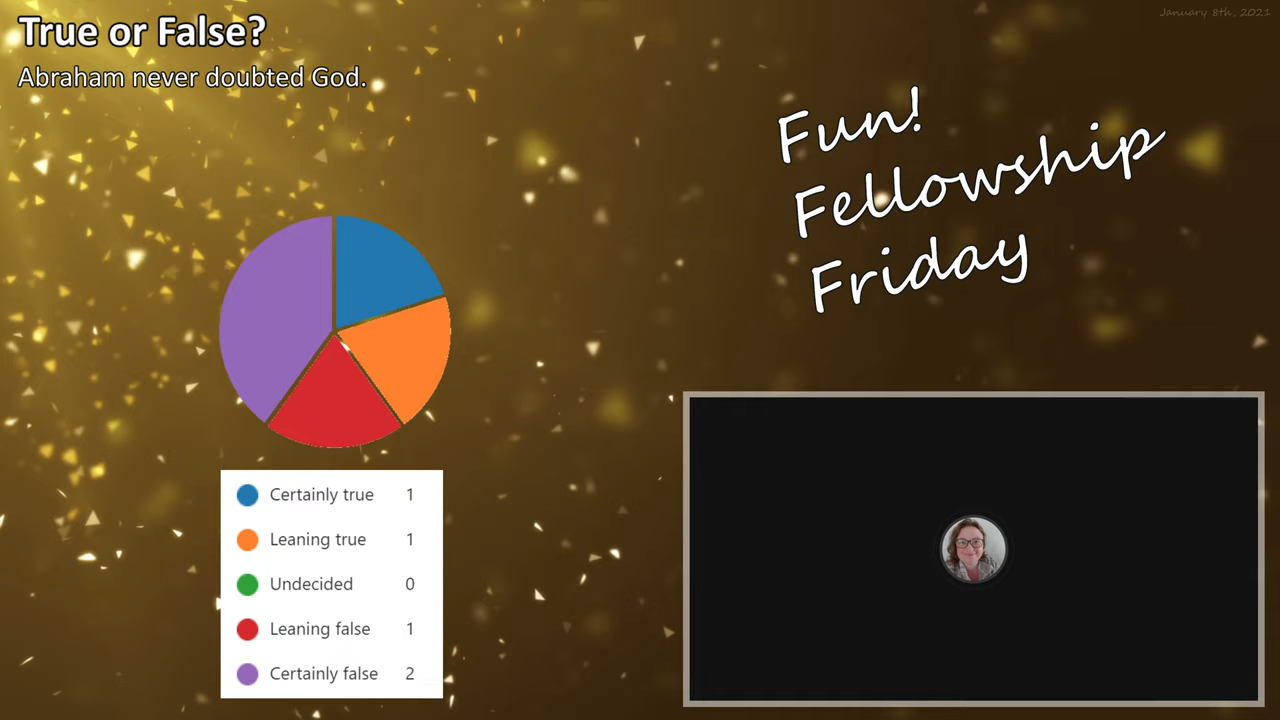 True or False?
Abraham never doubted God.
January 8th, 2021
Fun!
Fellowship
Friday
Certainly true 1
Leaning true 1
Undecided 0
Leaning false 1
Certainly false 2